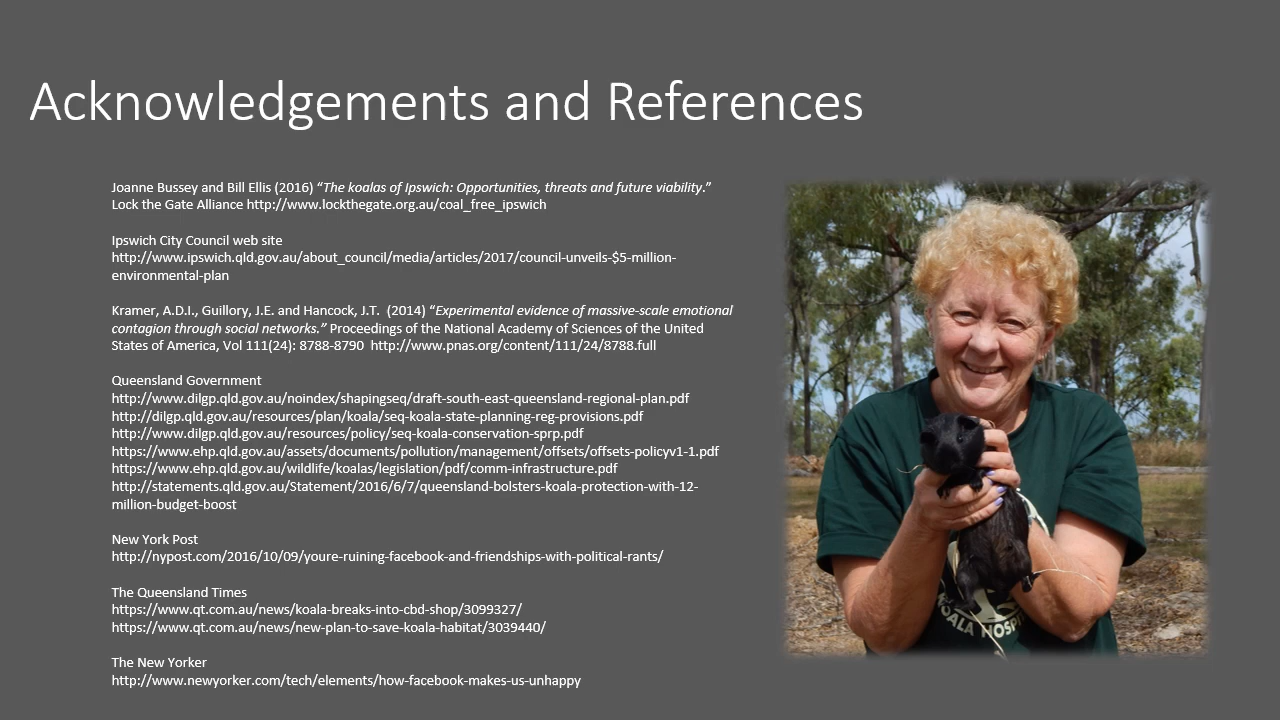 Acknowledgements and References
Joanne Bussey and Bill Ellis (2016) “The koalas of Ipswich: Opportunities, threats and future viability.”
Lock the Gate Alliance http://www.lockthegate.org.au/coal_free_ipswich
Ipswich City Council web site
http://www.ipswich.qld.gov.au/about_council/media/articles/2017/council-unveils-$5-million-
environmental-plan
Kramer, A.D.I., Guillory, J.E. and Hancock, J.T.  (2014) “Experimental evidence of massive-scale emotional
contagion through social networks.” Proceedings of the National Academy of Sciences of the United
States of America, Vol 111(24): 8788-8790  http://www.pnas.org/content/111/24/8788.full
Queensland Government
http://www.dilgp.qld.gov.au/noindex/shapingseq/draft-south-east-queensland-regional-plan.pdf
http://dilgp.qld.gov.au/resources/plan/koala/seq-koala-state-planning-reg-provisions.pdf
http://www.dilgp.qld.gov.au/resources/policy/seq-koala-conservation-sprp.pdf
https://www.ehp.qld.gov.au/assets/documents/pollution/management/offsets/offsets-policyv1-1.pdf
https://www.ehp.qld.gov.au/wildlife/koalas/legislation/pdf/comm-infrastructure.pdf
http://statements.qld.gov.au/Statement/2016/6/7/queensland-bolsters-koala-protection-with-12-
million-budget-boost
New York Post
http://nypost.com/2016/10/09/youre-ruining-facebook-and-friendships-with-political-rants/
The Queensland Times
https://www.qt.com.au/news/koala-breaks-into-cbd-shop/3099327/
https://www.qt.com.au/news/new-plan-to-save-koala-habitat/3039440/
The New Yorker
http://www.newyorker.com/tech/elements/how-facebook-makes-us-unhappy